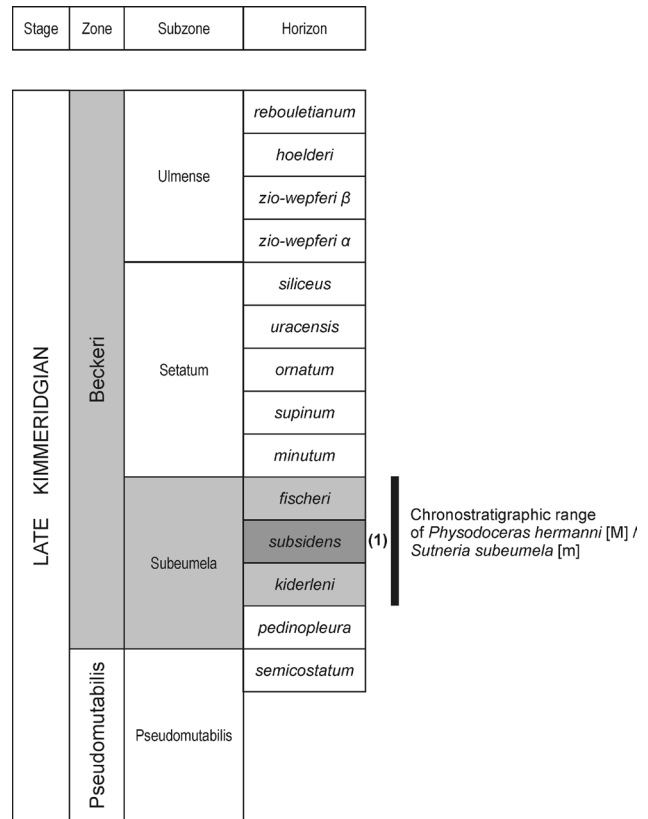 Stage Zone Subzone Horizon
LATE KIMMERIDGIAN
Beckeri
Ulmense
rebouletianum
hoelderi
zio-wepferi β
zio-wepferi α
Setatum
siliceus
uracensis
ornatum
supinum
minutum
Subeumela
fischeri
subsidens
kiderleni
pedinopleura
(1)
Chronostratigraphic range
of Physodoceras hermanni [M] /
Sutneria subeumela [m]
Pseudomutabilis
Pseudomutabilis
semicostatum